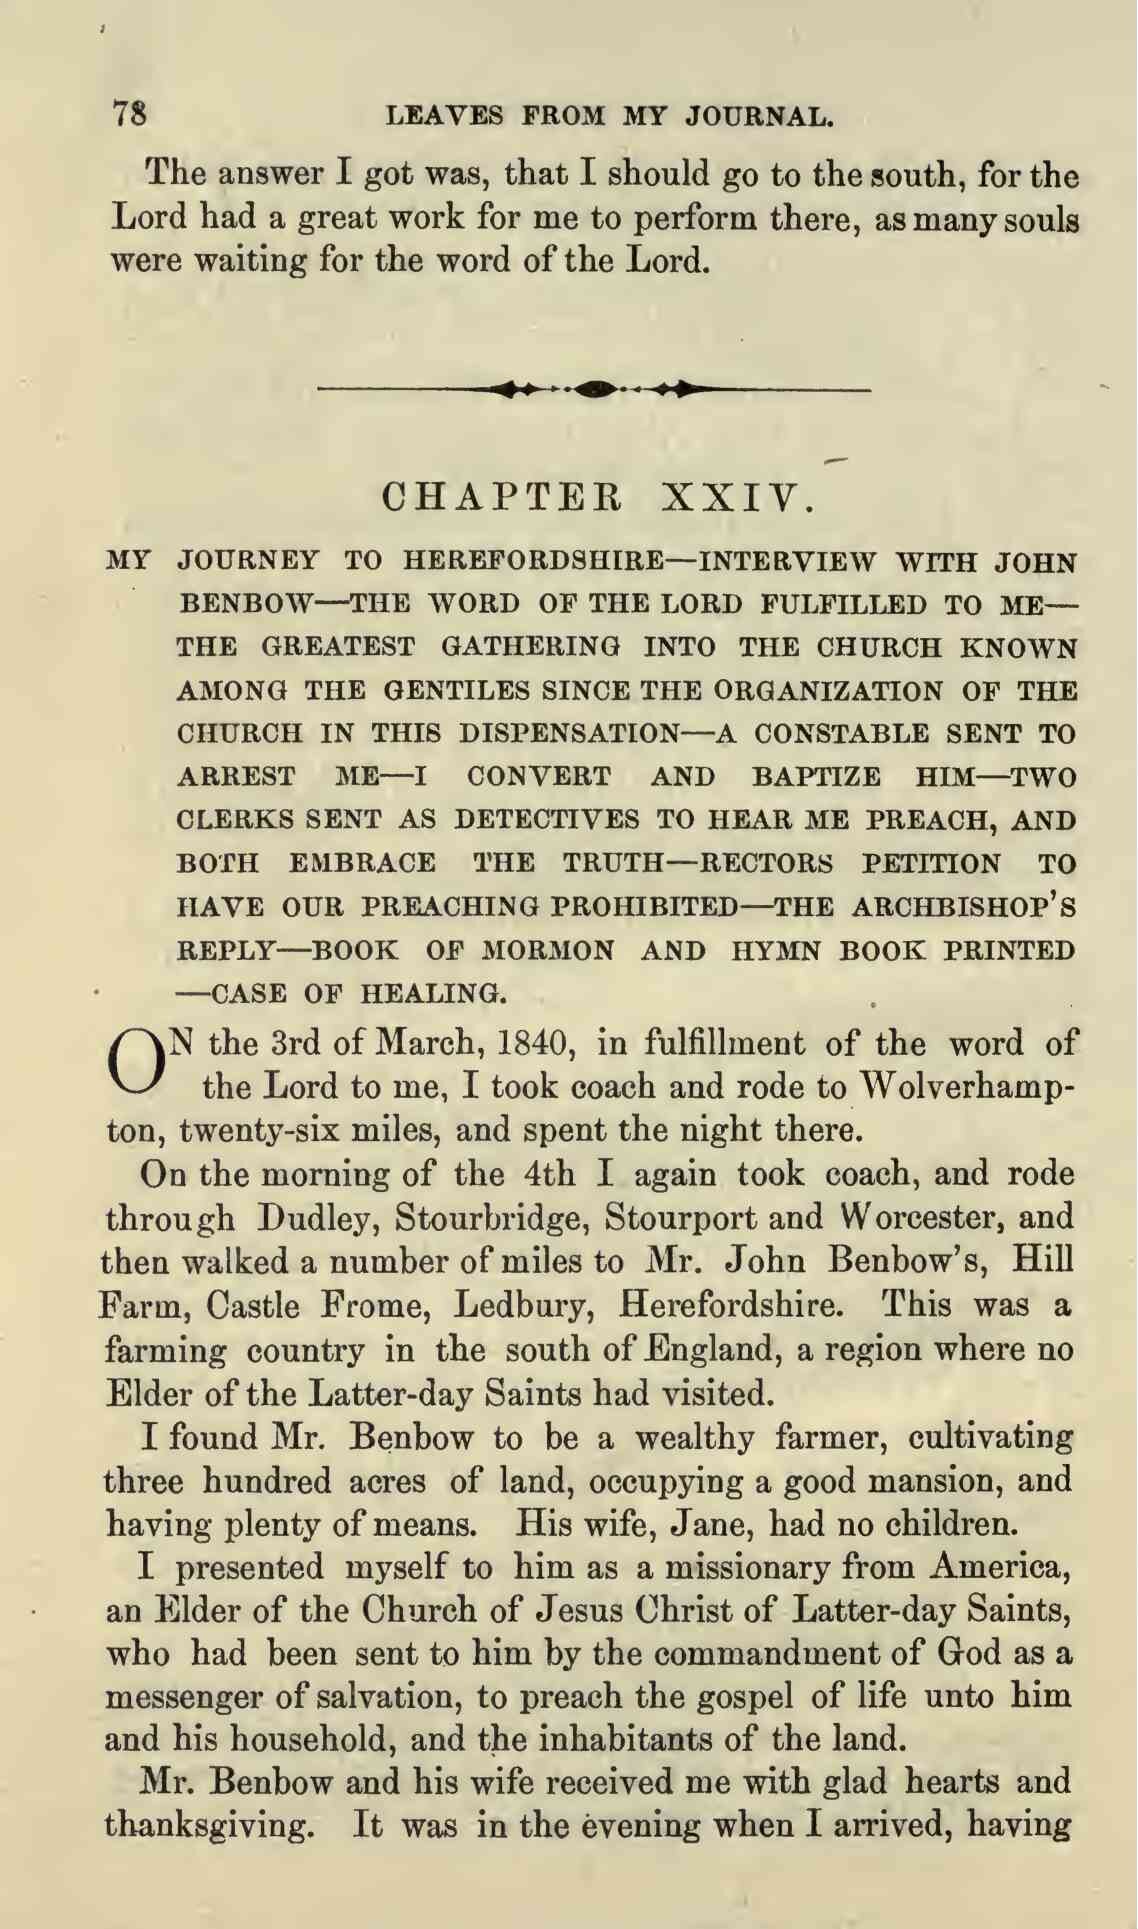 78 LEAVES FROM MY JOURNAL.
The answer I got was, that I should go to the south, for the
Lord had a great work for me to perform there, as many souls
were waiting for the word of the Lord.
CHAPTER XXIV.
MY JOURNEY TO HEREFORDSHIRE—INTERVIEW WITH JOHN
BENBOW—THE WORD OF THE LORD FULFILLED TO ME—
THE GREATEST GATHERING INTO THE CHURCH KNOWN
AMONG THE GENTILES SINCE THE ORGANIZATION OF THE
CHURCH IN THIS DISPENSATION—A CONSTABLE SENT TO
ARREST ME—I CONVERT AND BAPTIZE HIM—TWO
CLERKS SENT AS DETECTIVES TO HEAR ME PREACH, AND
BOTH EMBRACE THE TRUTH—RECTORS PETITION TO
HAVE OUR PREACHING PROHIBITED—THE ARCHBISHOP'S
REPLY—BOOK OF MORMON AND HYMN BOOK PRINTED
—CASE OF HEALING.
ON the 3rd of March, 1840, in fulfillment of the word of
the Lord to me, I took coach and rode to Wolverhamp-
ton, twenty-six miles, and spent the night there.
On the morning of the 4th I again took coach, and rode
through Dudley, Stourbridge, Stourport and Worcester, and
then walked a number of miles to Mr. John Benbow's, Hill
Farm, Castle Frome, Ledbury, Herefordshire. This was a
farming country in the south of England, a region where no
Elder of the Latter-day Saints had visited.
I found Mr. Benbow to be a wealthy farmer, cultivating
three hundred acres of land, occupying a good mansion, and
having plenty of means. His wife, Jane, had no children.
I presented myself to him as a missionary from America,
an Elder of the Church of Jesus Christ of Latter-day Saints,
who had been sent to him by the commandment of God as a
messenger of salvation, to preach the gospel of life unto him
and his household, and the inhabitants of the land.
Mr. Benbow and his wife received me with glad hearts and
thanksgiving. It was in the evening when I arrived, having